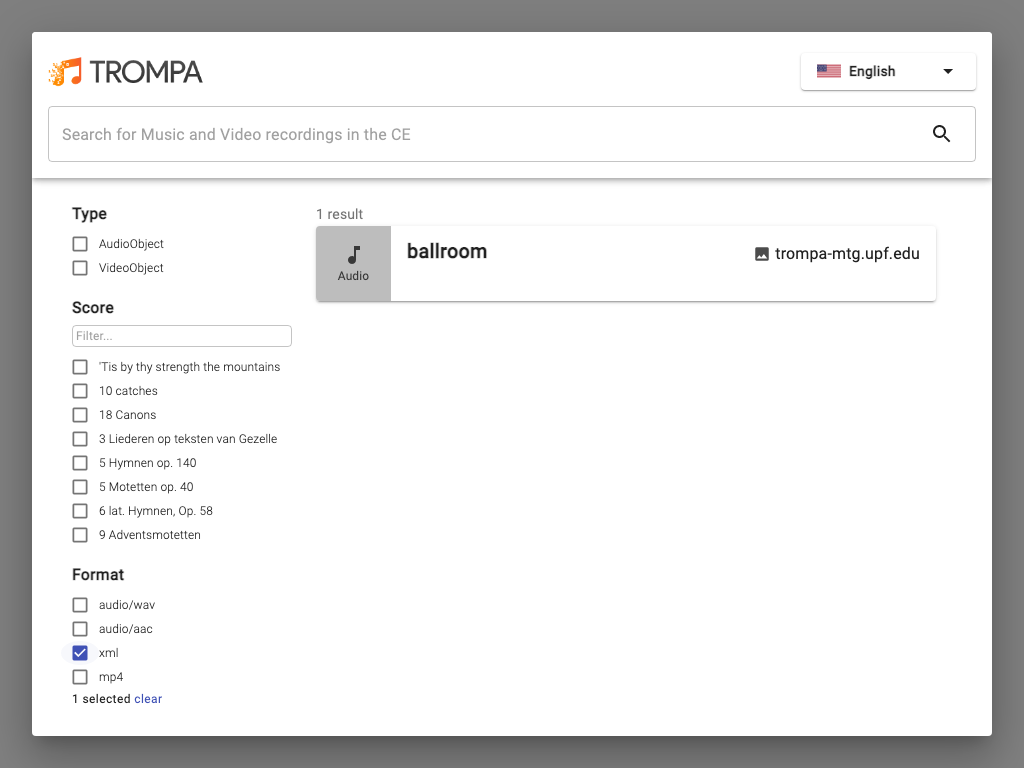 TROMPA
English
Search for Music and Video recordings in the CE
Type
AudioObject
VideoObject
Score
Filter...
'Tis by thy strength the mountains
10 catches
18 Canons
3 Liederen op teksten van Gezelle
5 Hymnen op. 140
5 Motetten op. 40
6 lat. Hymnen, Op. 58
9 Adventsmotetten
Format
audio/wav
audio/aac
xml
mp4
1 selected clear
1 result
Audio
ballroom
trompa-mtg.upf.edu